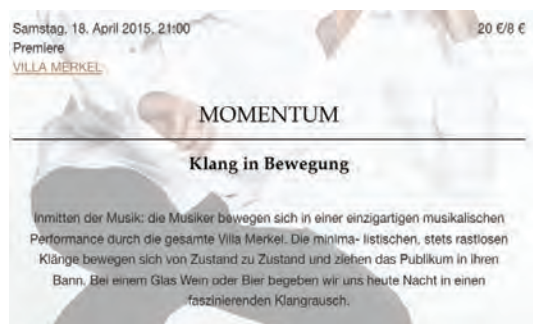 Samstag, 18. April 2015, 21:00 20 €/8 €
Premiere
VILLA MERKEL
MOMENTUM
Klang in Bewegung
Inmitten der Musik: die Musiker bewegen sich in einer einzigartigen musikalischen
Performance durch die gesamte Villa Merkel. Die minima- listischen, stets rastlosen
Klänge bewegen sich von Zustand zu Zustand und ziehen das Publikum in ihren
Bann. Bei einem Glas Wein oder Bier begeben wir uns heute Nacht in einen
faszinierenden Klangrausch.